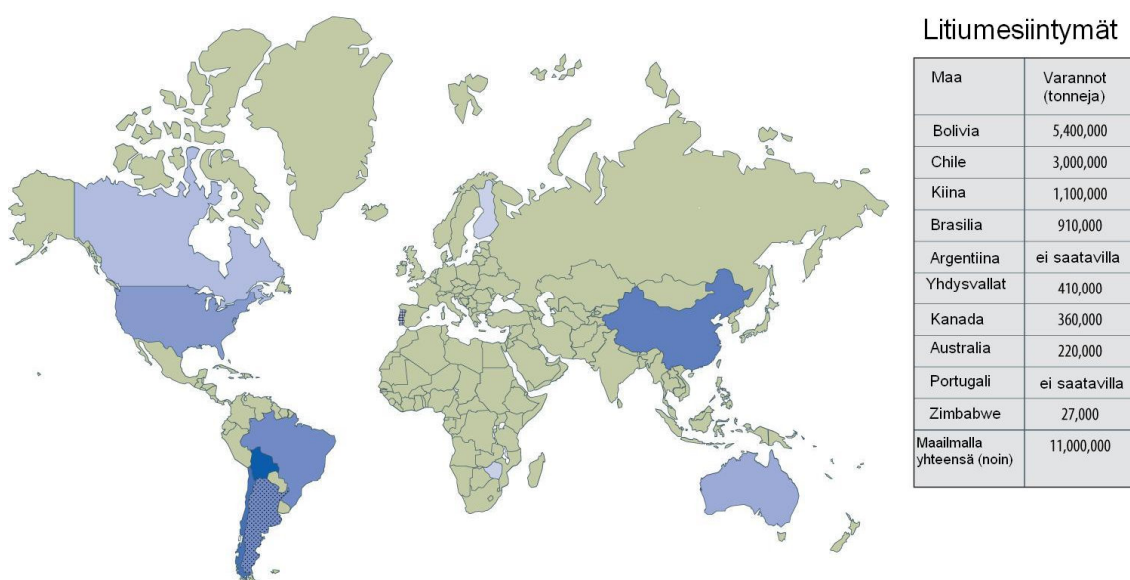 Litiumesiintymät
Maa Varannot
(tonneja)
Bolivia 5,400,000
Chile 3,000,000
Kiina 1,100,000
Brasilia 910,000
Argentiina ei saatavilla
Yhdysvallat 410,000
Kanada 360,000
Australia 220,000
Portugali ei saatavilla
Zimbabwe 27,000
Maailmalla
yhteensä (noin) 11,000,000